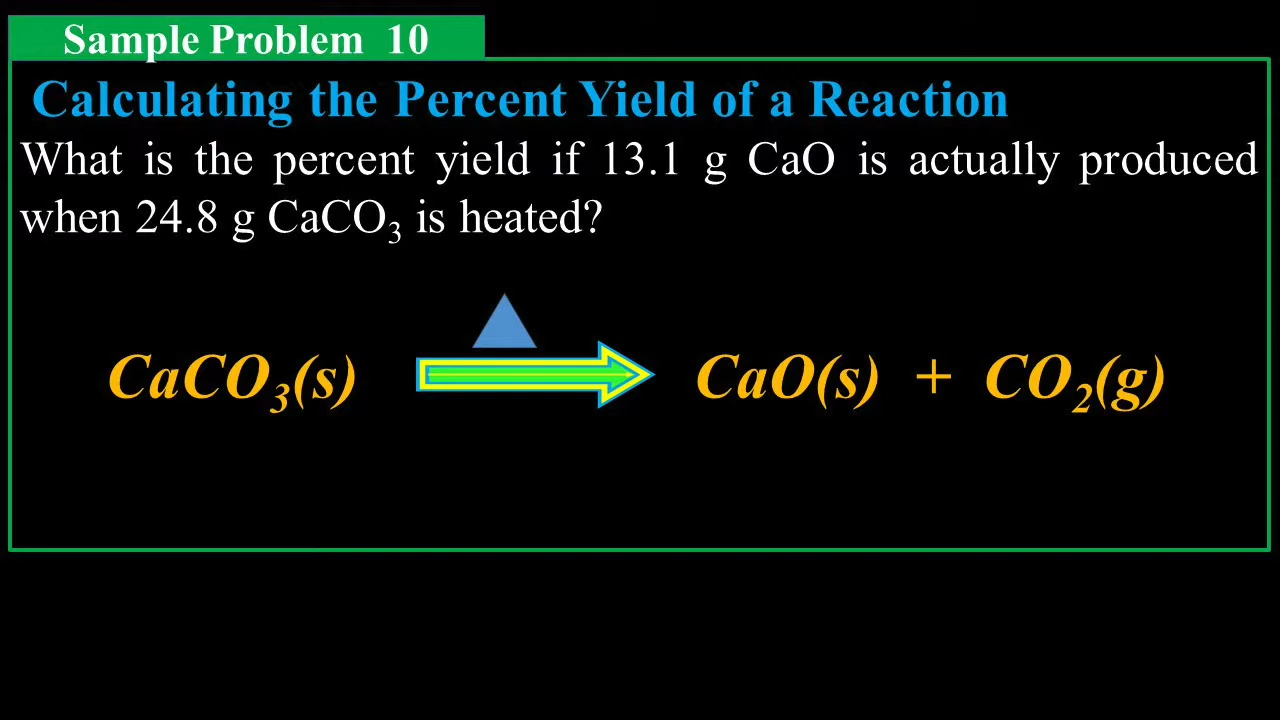 Sample Problem 10
Calculating the Percent Yield of a Reaction
What is the percent yield if 13.1 g CaO is actually produced
when 24.8 g CaCO₃ is heated?
CaCO₃(s) CaO(s) + CO₂(g)